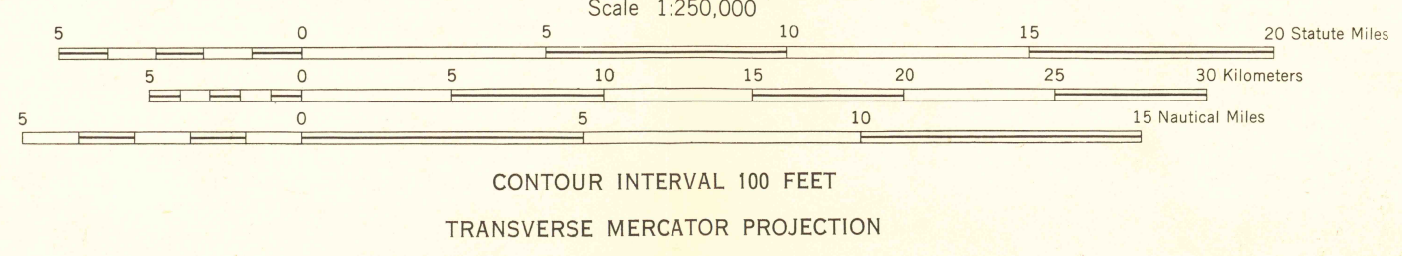 Scale 1:250,000
5 0 5 10 15 20 Statute Miles
5 0 5 10 15 20 25 30 Kilometers
5 0 5 10 15 Nautical Miles
CONTOUR INTERVAL 100 FEET
TRANSVERSE MERCATOR PROJECTION